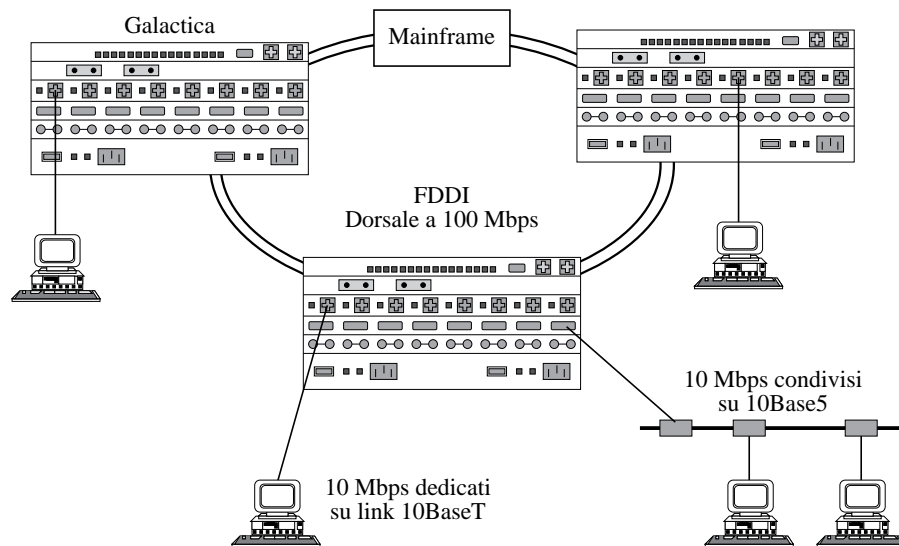 Galactica
Mainframe
FDDI
Dorsale a 100 Mbps
10 Mbps condivisi
su 10Base5
10 Mbps dedicati
su link 10BaseT